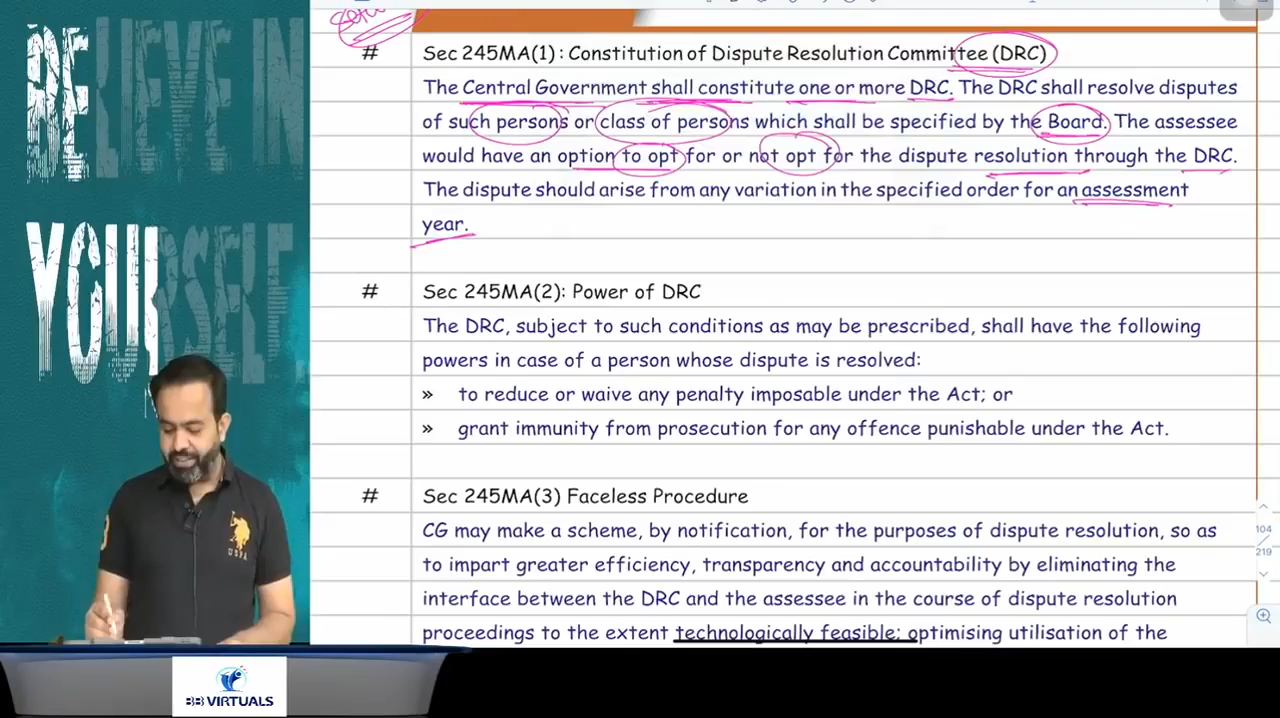 BELIEVE IN
YOURSELF
# Sec 245MA(1) : Constitution of Dispute Resolution Committee (DRC)
The Central Government shall constitute one or more DRC. The DRC shall resolve disputes
of such persons or class of persons which shall be specified by the Board. The assessee
would have an option to opt for or not opt for the dispute resolution through the DRC.
The dispute should arise from any variation in the specified order for an assessment
year.
# Sec 245MA(2): Power of DRC
The DRC, subject to such conditions as may be prescribed, shall have the following
powers in case of a person whose dispute is resolved:
» to reduce or waive any penalty imposable under the Act; or
» grant immunity from prosecution for any offence punishable under the Act.
# Sec 245MA(3) Faceless Procedure
CG may make a scheme, by notification, for the purposes of dispute resolution, so as
to impart greater efficiency, transparency and accountability by eliminating the
interface between the DRC and the assessee in the course of dispute resolution
proceedings to the extent technologically feasible; optimising utilisation of the
104
219
3
USPA
BB VIRTUALS